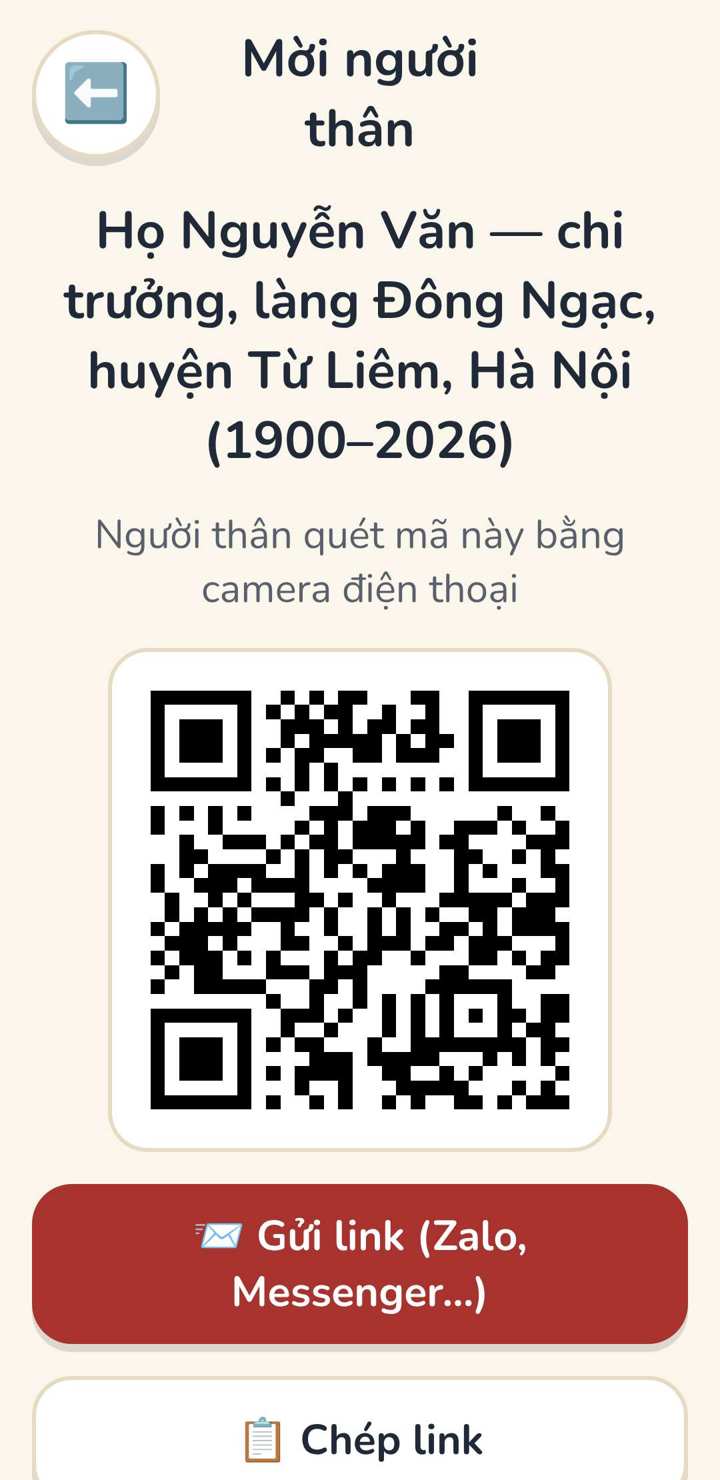 Mời người
thân
Họ Nguyễn Văn — chi
trưởng, làng Đông Ngạc,
huyện Từ Liêm, Hà Nội
(1900–2026)
Người thân quét mã này bằng
camera điện thoại
Gửi link (Zalo,
Messenger...)
Chép link